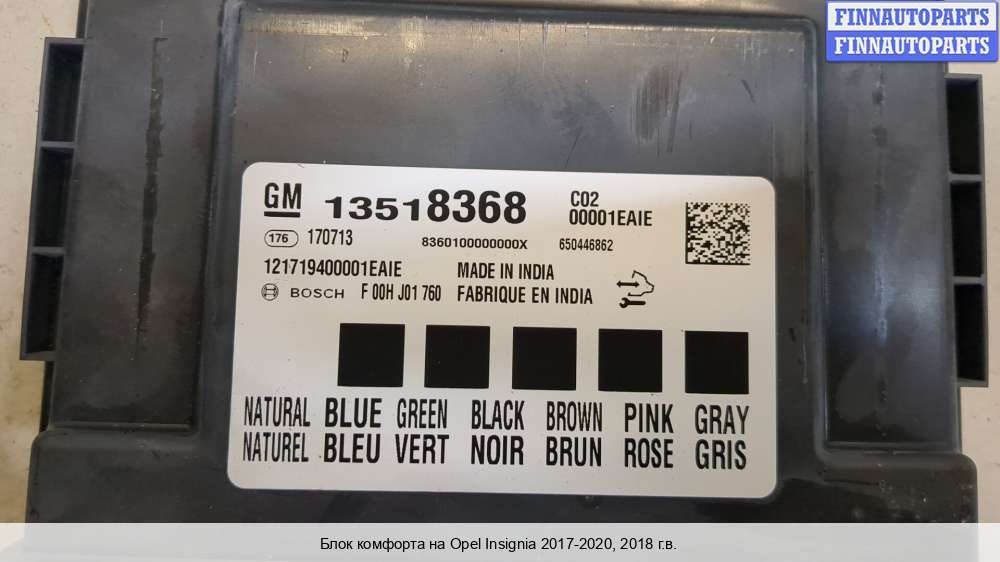 FINNAUTOPARTS
FINNAUTOPARTS
GM 13518368 C02
00001EAIE
176 170713 8360100000000X 650446862
121719400001EAIE MADE IN INDIA
BOSCH F 00H J01 760 FABRIQUE EN INDIA
NATURAL BLUE GREEN BLACK BROWN PINK GRAY
NATUREL BLEU VERT NOIR BRUN ROSE GRIS
Блок комфорта на Opel Insignia 2017-2020, 2018 г.в.